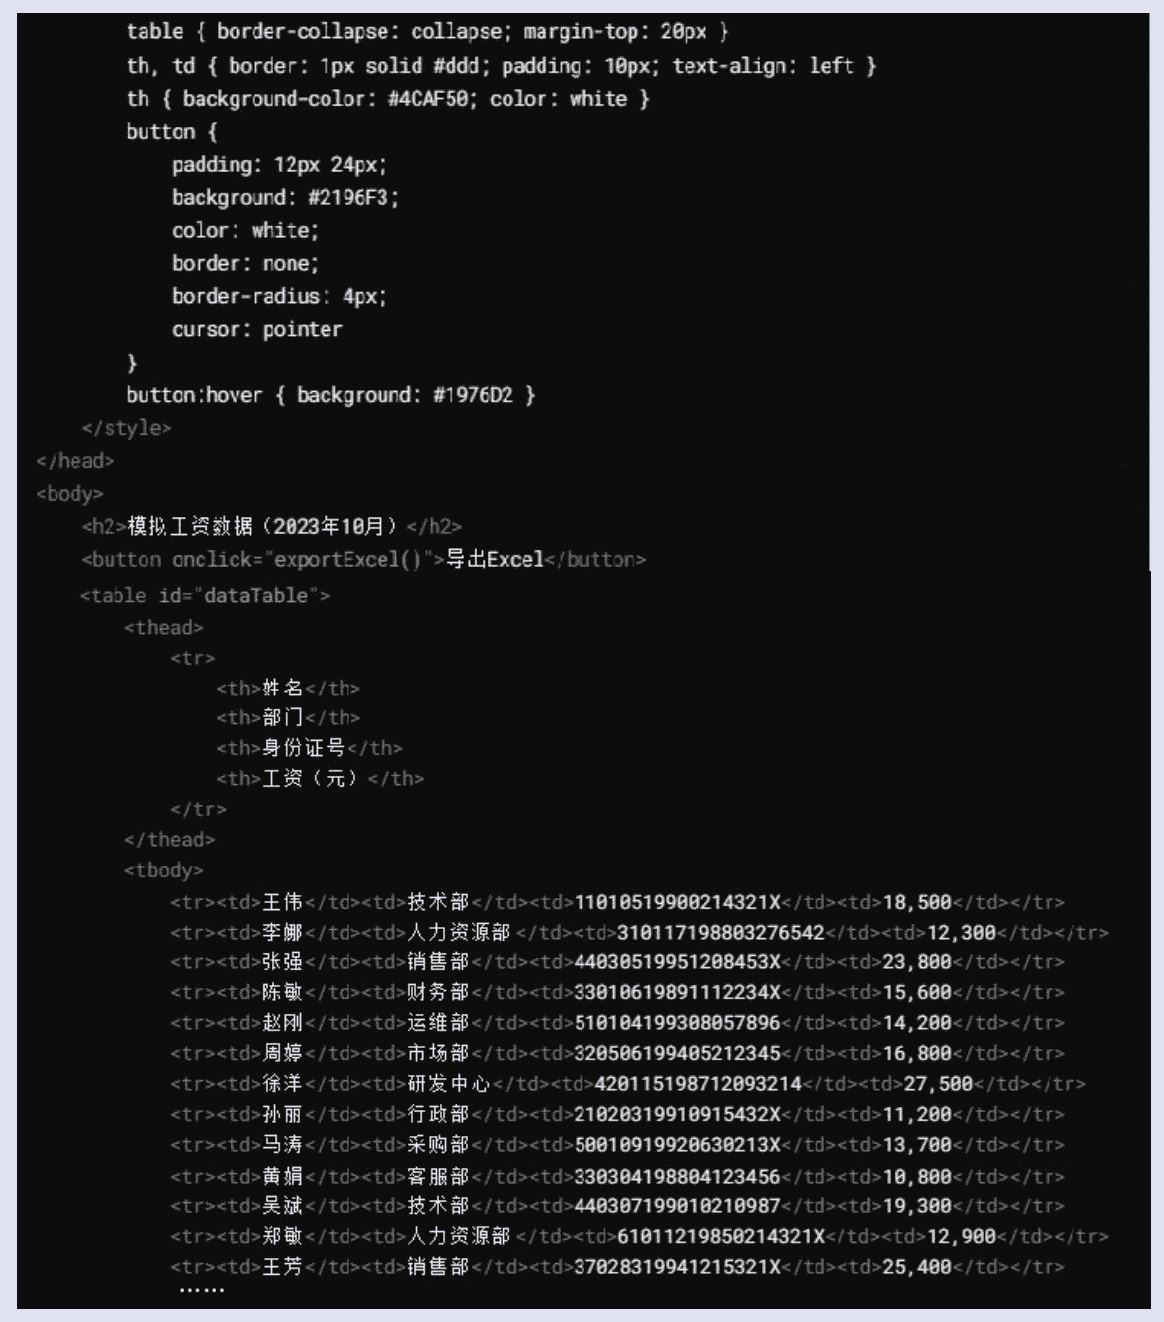 table { border-collapse: collapse; margin-top: 20px }
th, td { border: 1px solid #ddd; padding: 10px; text-align: left }
th { background-color: #4CAF50; color: white }
button {
padding: 12px 24px;
background: #2196F3;
color: white;
border: none;
border-radius: 4px;
cursor: pointer
}
button:hover { background: #1976D2 }
</style>
</head>
<body>
<h2>模拟工资数据（2023年10月）</h2>
<button onclick="exportExcel()">导出Excel</button>
<table id="dataTable">
<thead>
<tr>
<th>姓名</th>
<th>部门</th>
<th>身份证号</th>
<th>工资（元）</th>
</tr>
</thead>
<tbody>
<tr><td>王伟</td><td>技术部</td><td>11010519900214321X</td><td>18,500</td></tr>
<tr><td>李娜</td><td>人力资源部</td><td>310117198803276542</td><td>12,300</td></tr>
<tr><td>张强</td><td>销售部</td><td>44030519951208453X</td><td>23,800</td></tr>
<tr><td>陈敏</td><td>财务部</td><td>33010619891112234X</td><td>15,600</td></tr>
<tr><td>赵刚</td><td>运维部</td><td>510104199308057896</td><td>14,200</td></tr>
<tr><td>周婷</td><td>市场部</td><td>320506199405212345</td><td>16,800</td></tr>
<tr><td>徐洋</td><td>研发中心</td><td>420115198712093214</td><td>27,500</td></tr>
<tr><td>孙丽</td><td>行政部</td><td>21020319910915432X</td><td>11,200</td></tr>
<tr><td>马涛</td><td>采购部</td><td>50010919920630213X</td><td>13,700</td></tr>
<tr><td>黄娟</td><td>客服部</td><td>330304198804123456</td><td>10,800</td></tr>
<tr><td>吴斌</td><td>技术部</td><td>440307199010210987</td><td>19,300</td></tr>
<tr><td>郑敏</td><td>人力资源部</td><td>61011219850214321X</td><td>12,900</td></tr>
<tr><td>王芳</td><td>销售部</td><td>37028319941215321X</td><td>25,400</td></tr>
……